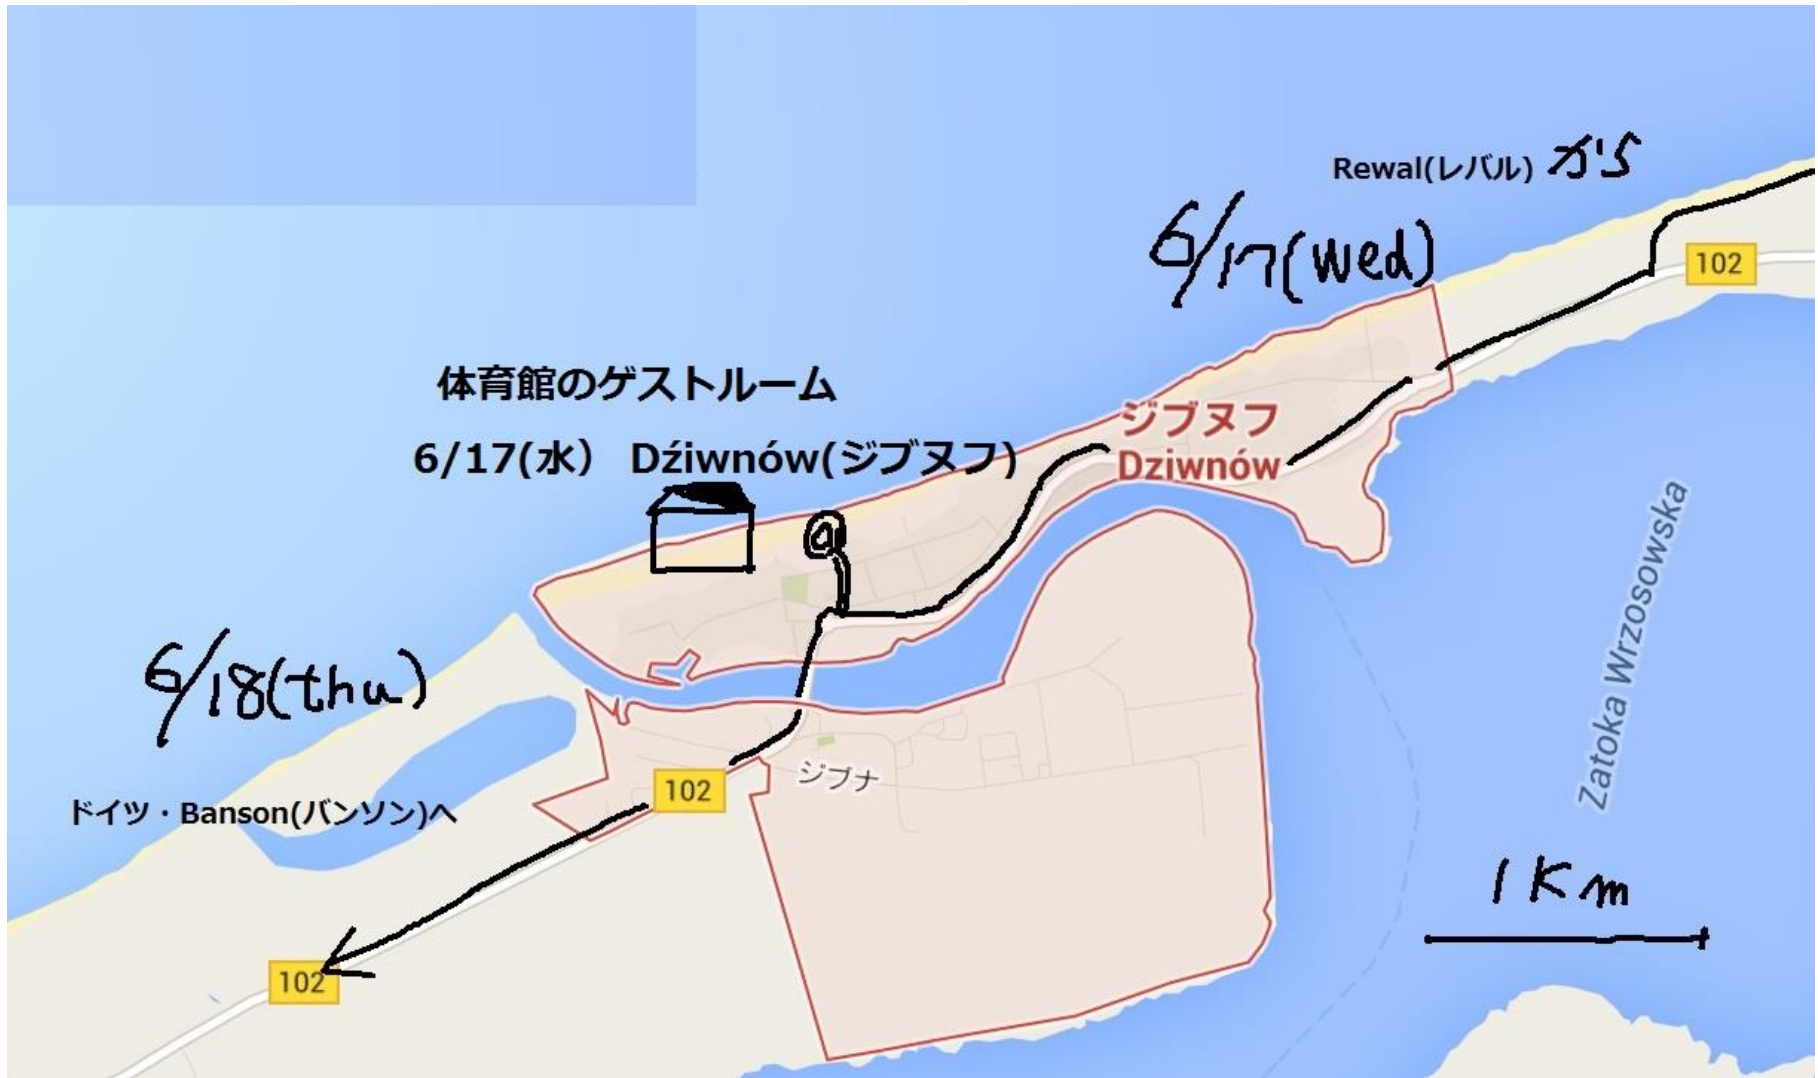 Rewal(レバル) から
6/17(Wed)
102
体育館のゲストルーム
6/17(水） Dźiwnów(ジブヌフ)
ジブヌフ
Dziwnów
Zatoka Wrzosowska
6/18(thu)
102
ジブナ
ドイツ・Banson(バンソン)へ
1Km
102